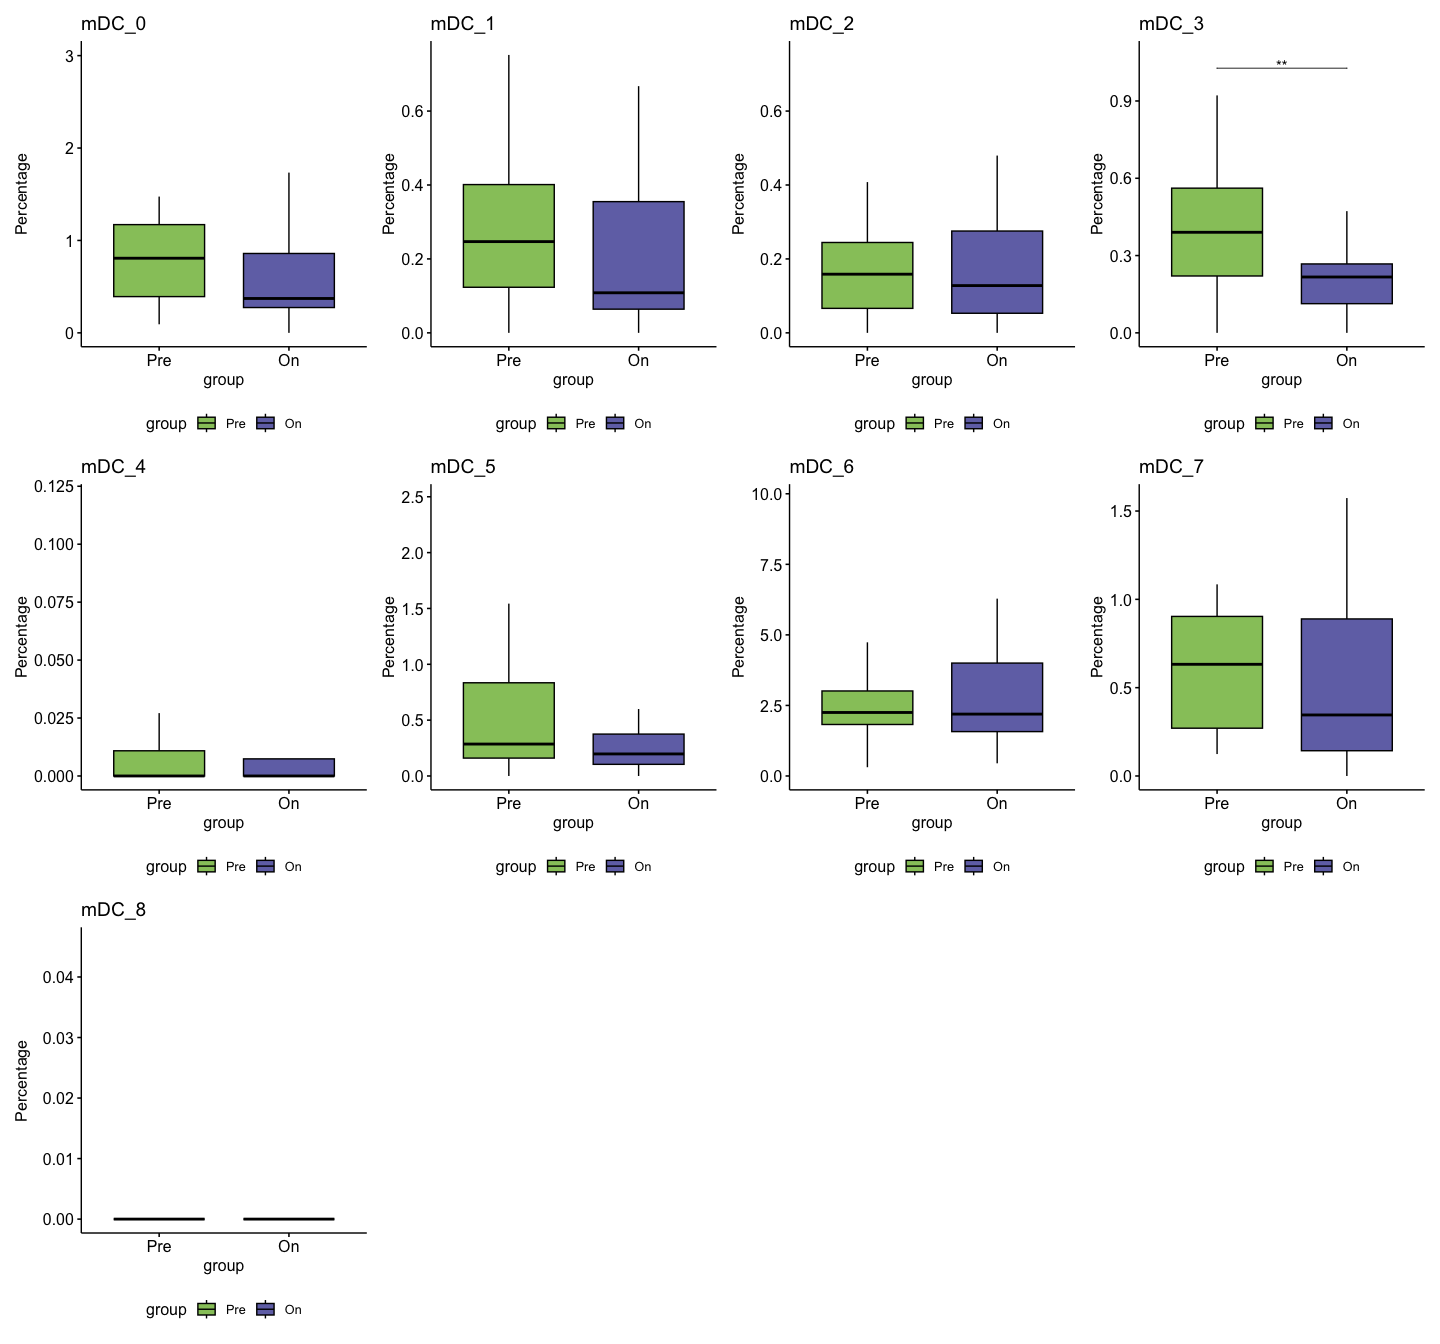 mDC_0
3
2
1
0
Percentage
Pre On
group
group Pre On
mDC_1
0.6
0.4
0.2
0.0
Percentage
Pre On
group
group Pre On
mDC_2
0.6
0.4
0.2
0.0
Percentage
Pre On
group
group Pre On
mDC_3
**
0.9
0.6
0.3
0.0
Percentage
Pre On
group
group Pre On
mDC_4
0.125
0.100
0.075
0.050
0.025
0.000
Percentage
Pre On
group
group Pre On
mDC_5
2.5
2.0
1.5
1.0
0.5
0.0
Percentage
Pre On
group
group Pre On
mDC_6
10.0
7.5
5.0
2.5
0.0
Percentage
Pre On
group
group Pre On
mDC_7
1.5
1.0
0.5
0.0
Percentage
Pre On
group
group Pre On
mDC_8
0.04
0.03
0.02
0.01
0.00
Percentage
Pre On
group
group Pre On